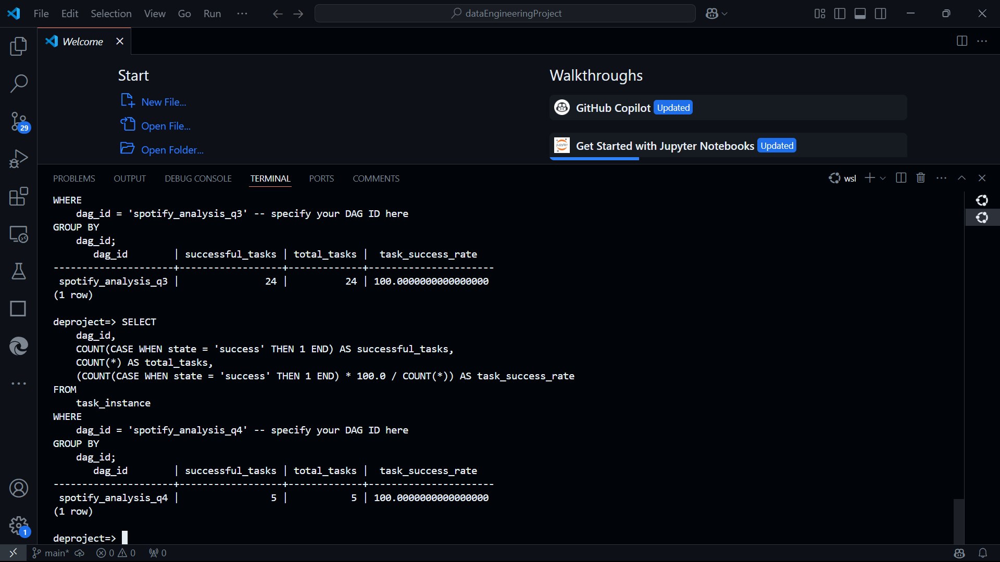 File Edit Selection View Go Run ··· dataEngineeringProject
Welcome
Start
New File...
Open File...
Open Folder...
Walkthroughs
GitHub Copilot Updated
Get Started with Jupyter Notebooks Updated
29
1
PROBLEMS OUTPUT DEBUG CONSOLE TERMINAL PORTS COMMENTS wsl
WHERE
    dag_id = 'spotify_analysis_q3' -- specify your DAG ID here
GROUP BY
    dag_id;
       dag_id        | successful_tasks | total_tasks |  task_success_rate
---------------------+------------------+-------------+----------------------
 spotify_analysis_q3 |               24 |          24 | 100.0000000000000000
(1 row)
deproject=> SELECT
    dag_id,
    COUNT(CASE WHEN state = 'success' THEN 1 END) AS successful_tasks,
    COUNT(*) AS total_tasks,
    (COUNT(CASE WHEN state = 'success' THEN 1 END) * 100.0 / COUNT(*)) AS task_success_rate
FROM
    task_instance
WHERE
    dag_id = 'spotify_analysis_q4' -- specify your DAG ID here
GROUP BY
    dag_id;
       dag_id        | successful_tasks | total_tasks |  task_success_rate
---------------------+------------------+-------------+----------------------
 spotify_analysis_q4 |                5 |           5 | 100.0000000000000000
(1 row)
deproject=>
main* 0 0 0